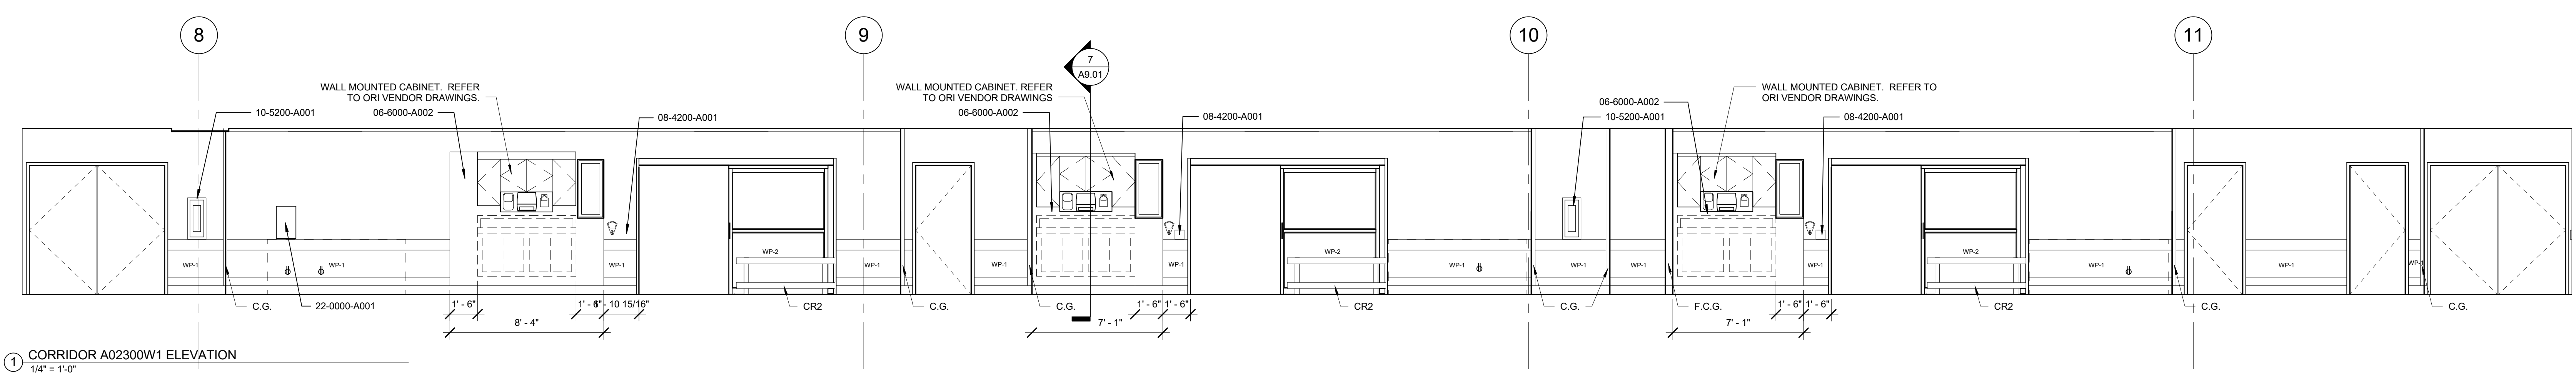 8
9
10
11
7
A9.01
WALL MOUNTED CABINET. REFER
TO ORI VENDOR DRAWINGS.
WALL MOUNTED CABINET. REFER
TO ORI VENDOR DRAWINGS
WALL MOUNTED CABINET. REFER TO
ORI VENDOR DRAWINGS.
10-5200-A001
06-6000-A002
08-4200-A001
06-6000-A002
08-4200-A001
06-6000-A002
10-5200-A001
08-4200-A001
WP-2
WP-2
WP-2
WP-1
WP-1
WP-1
WP-1
WP-1
WP-1
WP-1
WP-1
WP-1
WP-1
WP-1
WP-1
WP-1
C.G.
22-0000-A001
CR2
C.G.
C.G.
CR2
C.G.
F.C.G.
CR2
C.G.
C.G.
1' - 6"
1' - 6"
- 10 15/16"
1' - 6"
1' - 6"
1' - 6"
1' - 6"
8' - 4"
7' - 1"
7' - 1"
1
CORRIDOR A02300W1 ELEVATION
1/4" = 1'-0"